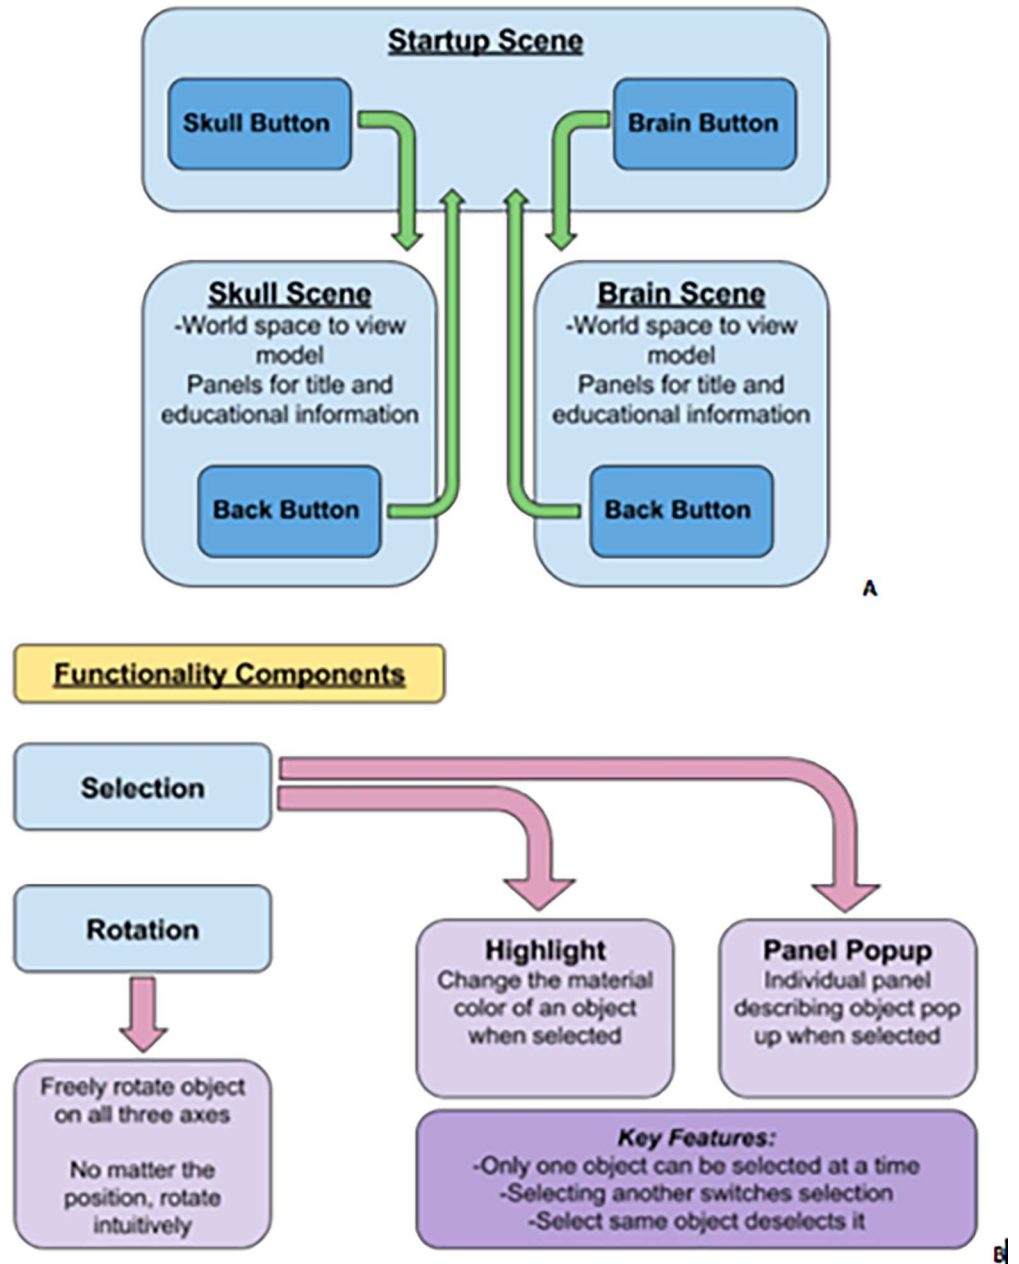 Startup Scene
Skull Button
Brain Button
Skull Scene
-World space to view
model
Panels for title and
educational information
Back Button
Brain Scene
-World space to view
model
Panels for title and
educational information
Back Button
A
Functionality Components
Selection
Rotation
Highlight
Change the material
color of an object
when selected
Panel Popup
Individual panel
describing object pop
up when selected
Freely rotate object
on all three axes
No matter the
position, rotate
intuitively
Key Features:
-Only one object can be selected at a time
-Selecting another switches selection
-Select same object deselects it
B